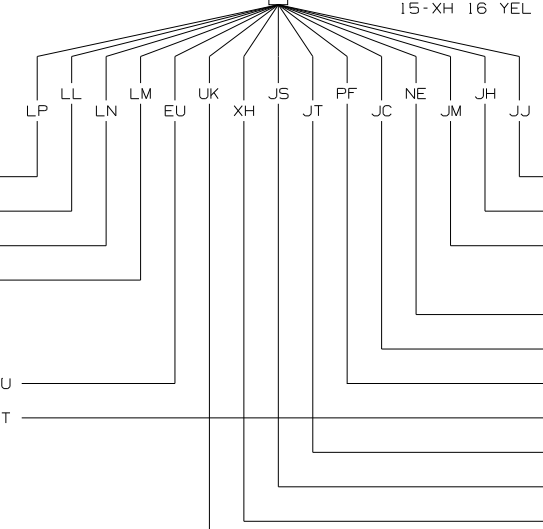 15-XH 16 YEL
LL LM UK JS PF NE JH
LP LN EU XH JT JC JM JJ
U
T